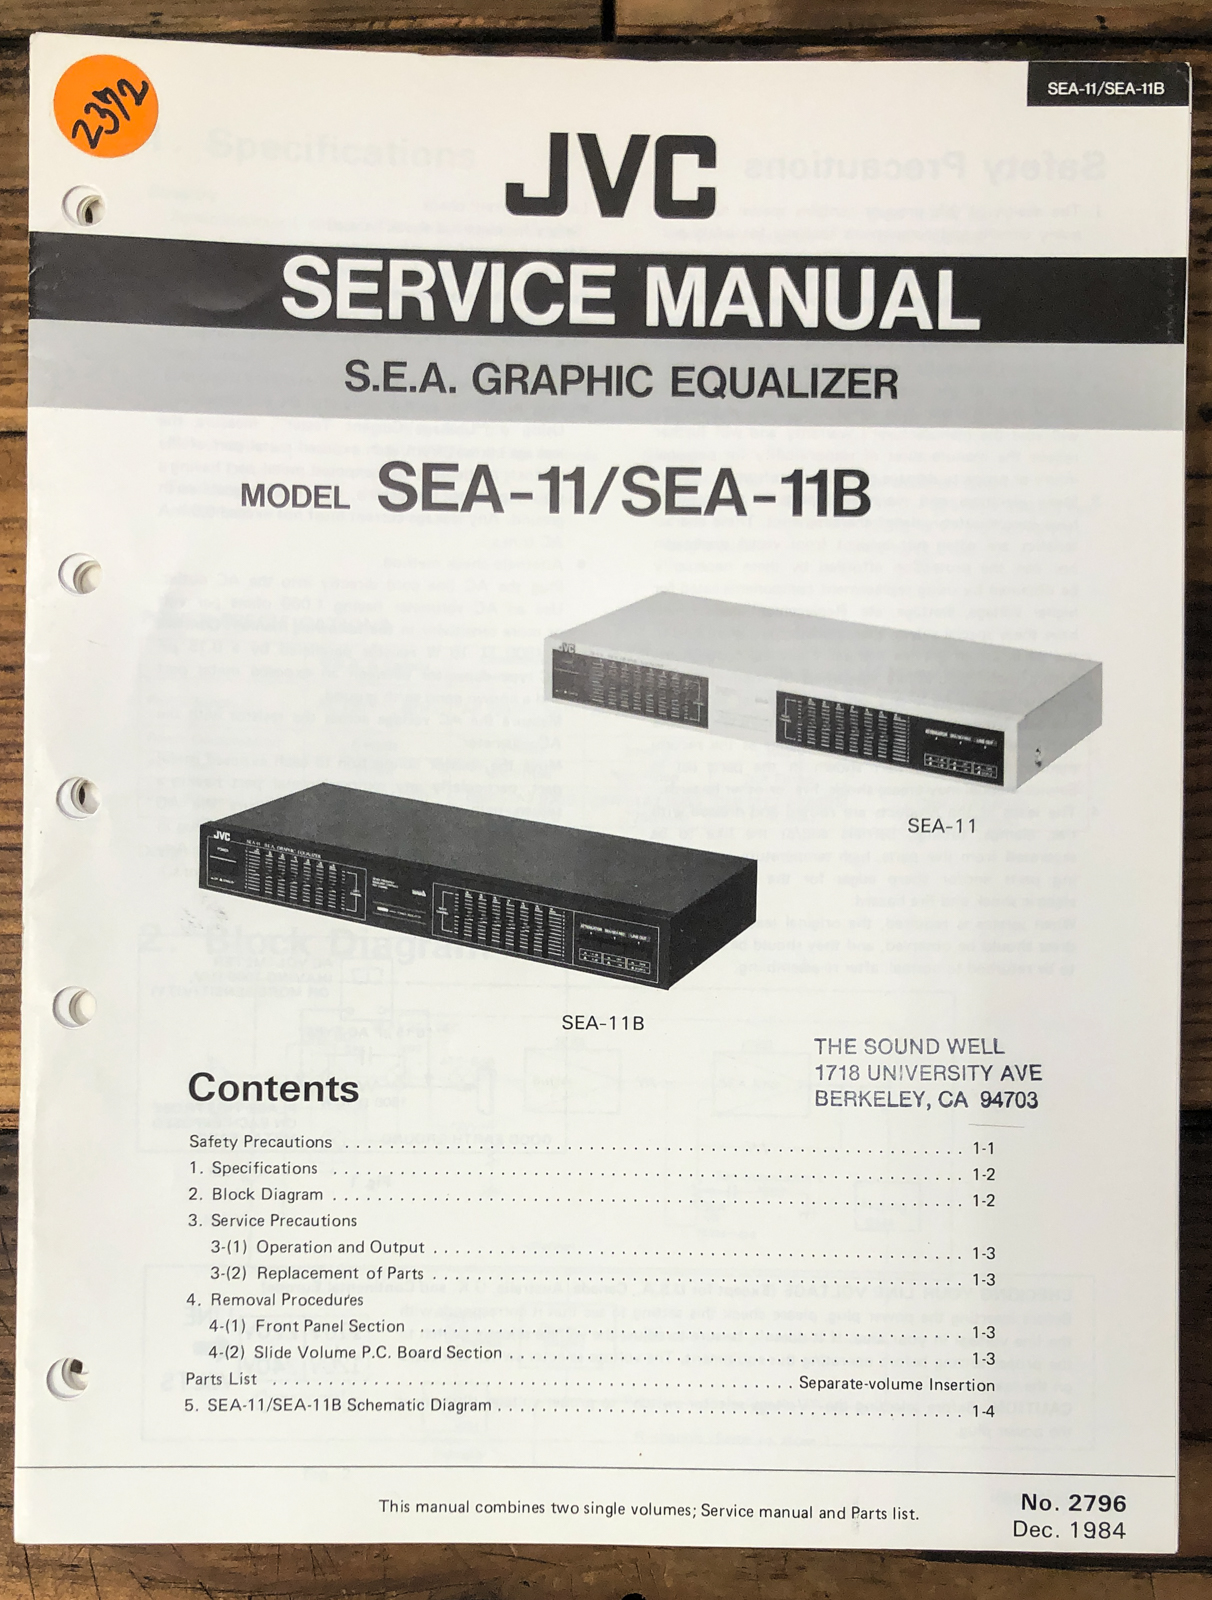 2372
SEA-11/SEA-11B
JVC
SERVICE MANUAL
S.E.A. GRAPHIC EQUALIZER
MODEL SEA-11/SEA-11B
JVC
SEA-11
JVC
SEA-11B
THE SOUND WELL
1718 UNIVERSITY AVE
BERKELEY, CA 94703
Contents
Safety Precautions . . . . . . . . . . . . . . . . . . . . 1-1
1. Specifications . . . . . . . . . . . . . . . . . . . . 1-2
2. Block Diagram . . . . . . . . . . . . . . . . . . . . 1-2
3. Service Precautions
3-(1) Operation and Output . . . . . . . . . . . . . . . . . . . . 1-3
3-(2) Replacement of Parts . . . . . . . . . . . . . . . . . . . . 1-3
4. Removal Procedures
4-(1) Front Panel Section . . . . . . . . . . . . . . . . . . . . 1-3
4-(2) Slide Volume P.C. Board Section . . . . . . . . . . . . . . . . . . . . 1-3
Parts List . . . . . . . . . . . . . . . . . . . . Separate-volume Insertion
5. SEA-11/SEA-11B Schematic Diagram . . . . . . . . . . . . . . . . . . . . 1-4
This manual combines two single volumes; Service manual and Parts list.
No. 2796
Dec. 1984